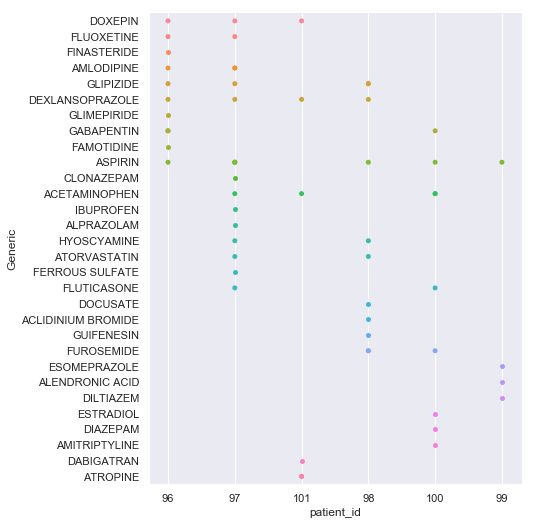 DOXEPIN
FLUOXETINE
FINASTERIDE
AMLODIPINE
GLIPIZIDE
DEXLANSOPRAZOLE
GLIMEPIRIDE
GABAPENTIN
FAMOTIDINE
ASPIRIN
CLONAZEPAM
ACETAMINOPHEN
IBUPROFEN
ALPRAZOLAM
HYOSCYAMINE
ATORVASTATIN
FERROUS SULFATE
FLUTICASONE
DOCUSATE
ACLIDINIUM BROMIDE
GUIFENESIN
FUROSEMIDE
ESOMEPRAZOLE
ALENDRONIC ACID
DILTIAZEM
ESTRADIOL
DIAZEPAM
AMITRIPTYLINE
DABIGATRAN
ATROPINE
Generic
96 97 101 98 100 99
patient_id